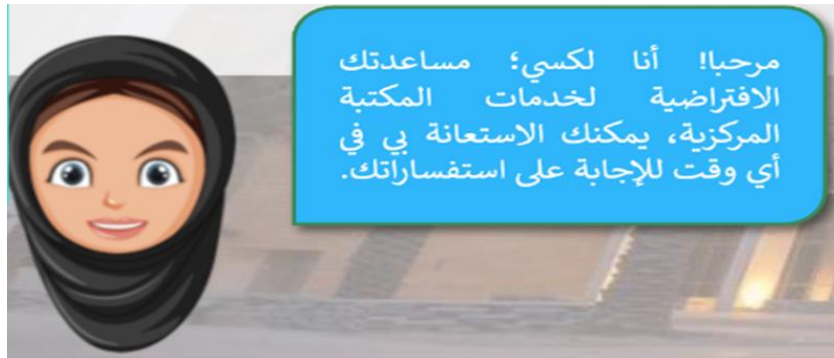 مرحبا! أنا لكسي؛ مساعدتك
الافتراضية لخدمات المكتبة
المركزية، يمكنك الاستعانة بي في
أي وقت للإجابة على استفساراتك.